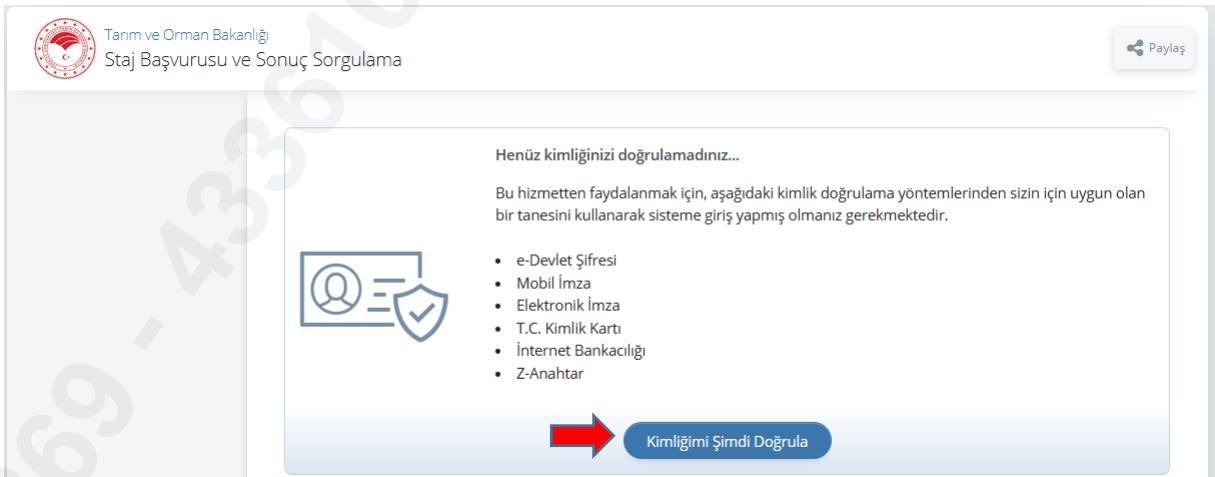 Tarım ve Orman Bakanlığı
Staj Başvurusu ve Sonuç Sorgulama
Paylaş
Henüz kimliğinizi doğrulamadınız...
Bu hizmetten faydalanmak için, aşağıdaki kimlik doğrulama yöntemlerinden sizin için uygun olan
bir tanesini kullanarak sisteme giriş yapmış olmanız gerekmektedir.
• e-Devlet Şifresi
• Mobil İmza
• Elektronik İmza
• T.C. Kimlik Kartı
• İnternet Bankacılığı
• Z-Anahtar
Kimliğimi Şimdi Doğrula